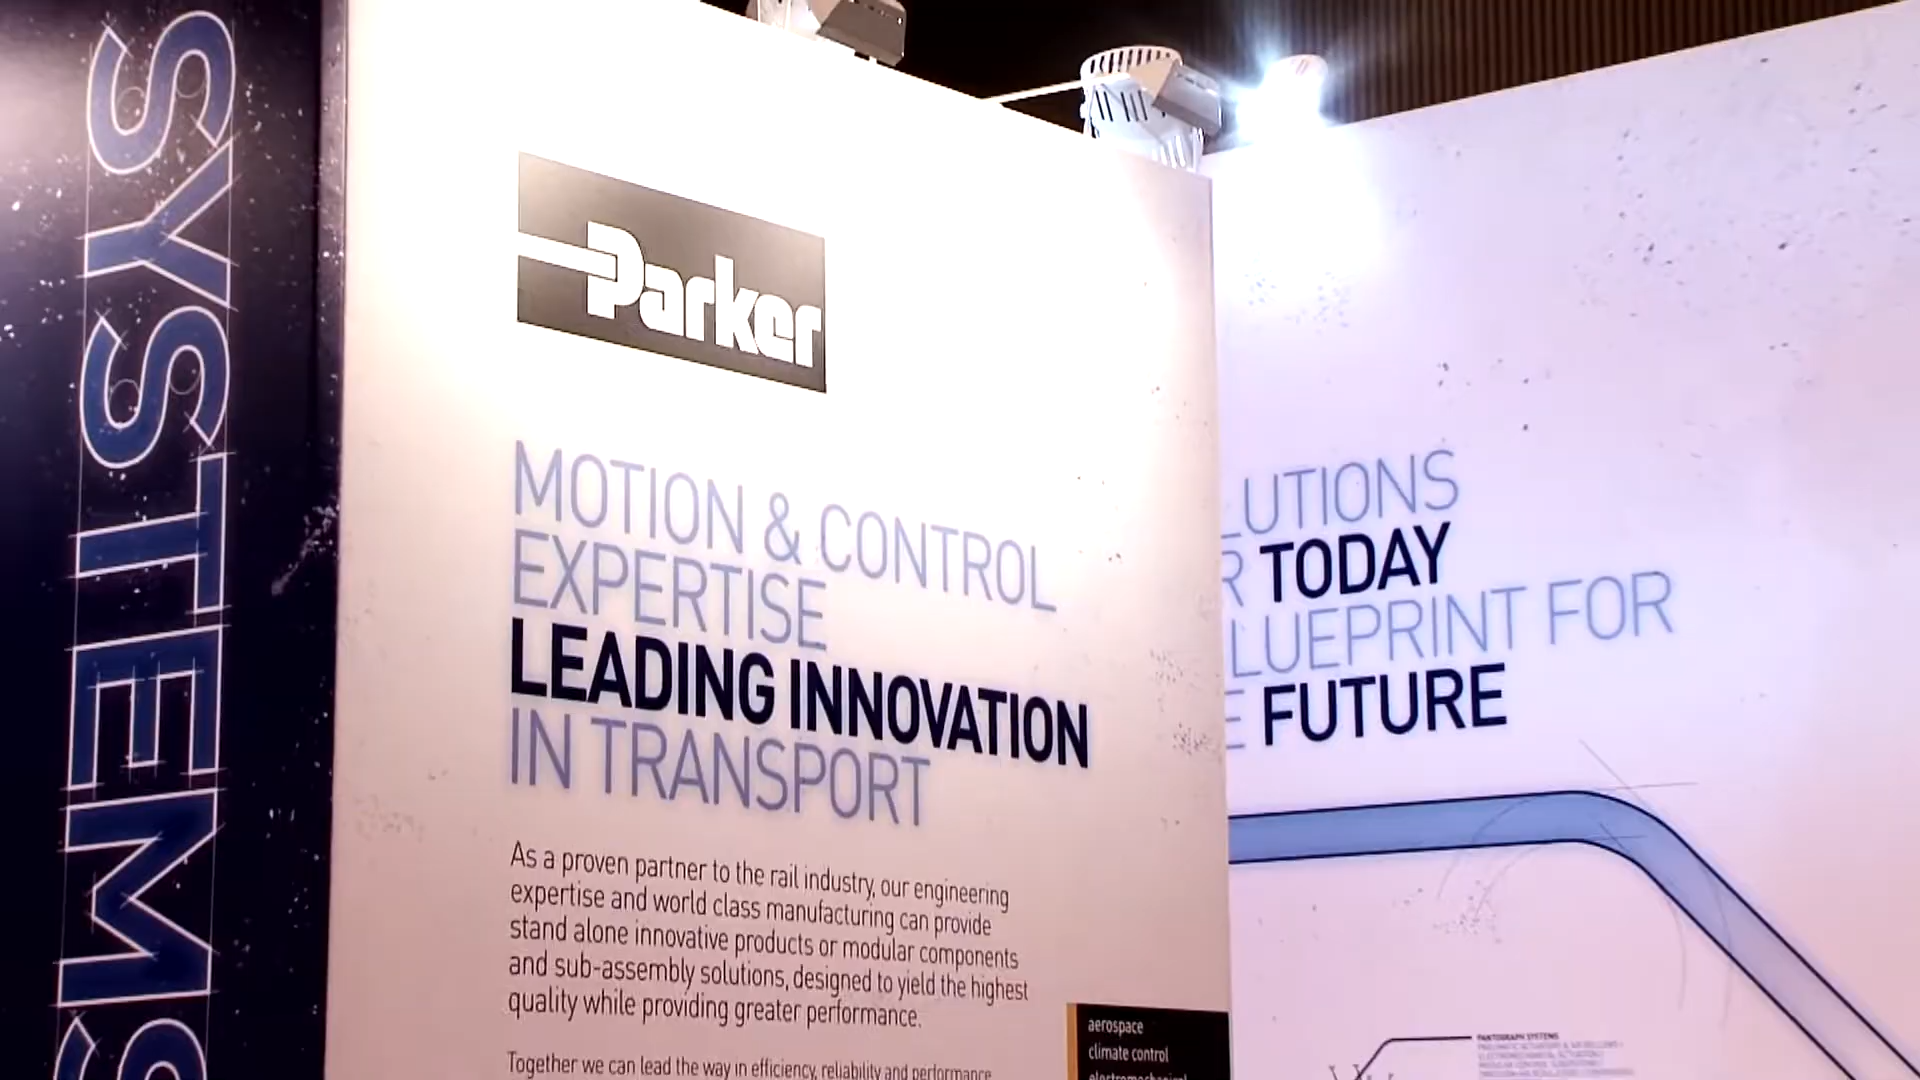 SYSTEMS
Parker
MOTION & CONTROL
EXPERTISE
LEADING INNOVATION
IN TRANSPORT
As a proven partner to the rail industry, our engineering
expertise and world class manufacturing can provide
stand alone innovative products or modular components
and sub-assembly solutions, designed to yield the highest
quality while providing greater performance.
Together we can lead the way in efficiency, reliability and performance
aerospace
climate control
electromechanical
LUTIONS
R TODAY
LUEPRINT FOR
E FUTURE
PANTOGRAPH SYSTEMS